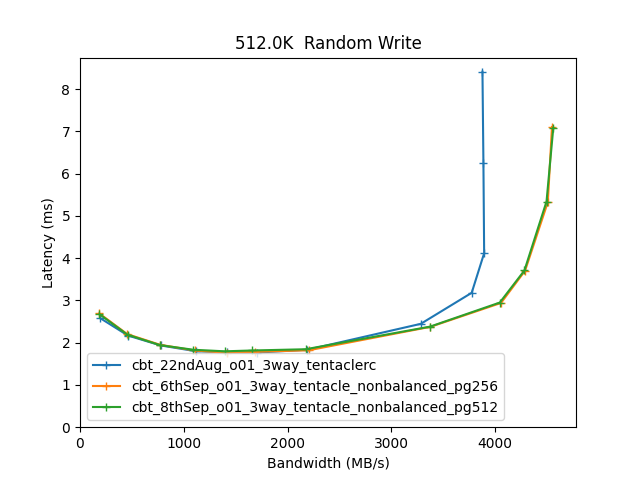 512.0K  Random Write
8
7
6
5
4
3
2
1
0
Latency (ms)
cbt_22ndAug_o01_3way_tentaclerc
cbt_6thSep_o01_3way_tentacle_nonbalanced_pg256
cbt_8thSep_o01_3way_tentacle_nonbalanced_pg512
0 1000 2000 3000 4000
Bandwidth (MB/s)